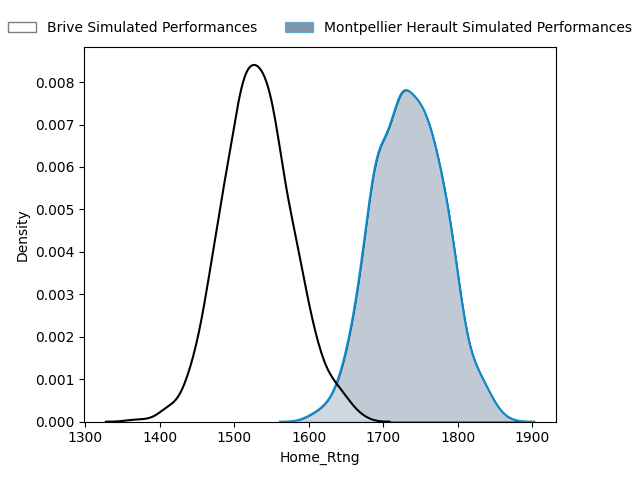 Brive Simulated Performances
Montpellier Herault Simulated Performances
0.008
0.007
0.006
0.005
0.004
0.003
0.002
0.001
0.000
Density
1300 1400 1500 1600 1700 1800 1900
Home_Rtng